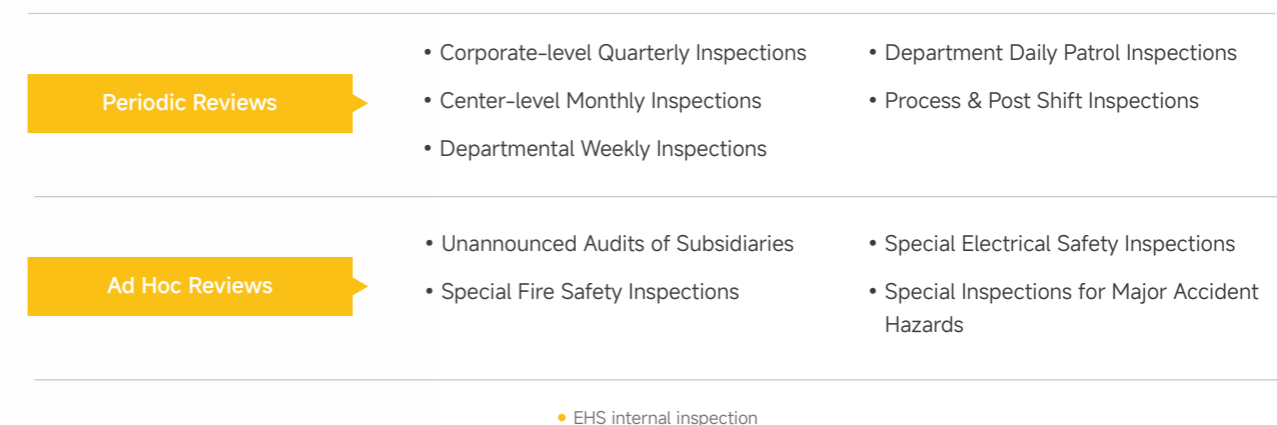 Periodic Reviews
• Corporate-level Quarterly Inspections
• Center-level Monthly Inspections
• Departmental Weekly Inspections
• Department Daily Patrol Inspections
• Process & Post Shift Inspections
Ad Hoc Reviews
• Unannounced Audits of Subsidiaries
• Special Fire Safety Inspections
• Special Electrical Safety Inspections
• Special Inspections for Major Accident
Hazards
• EHS internal inspection